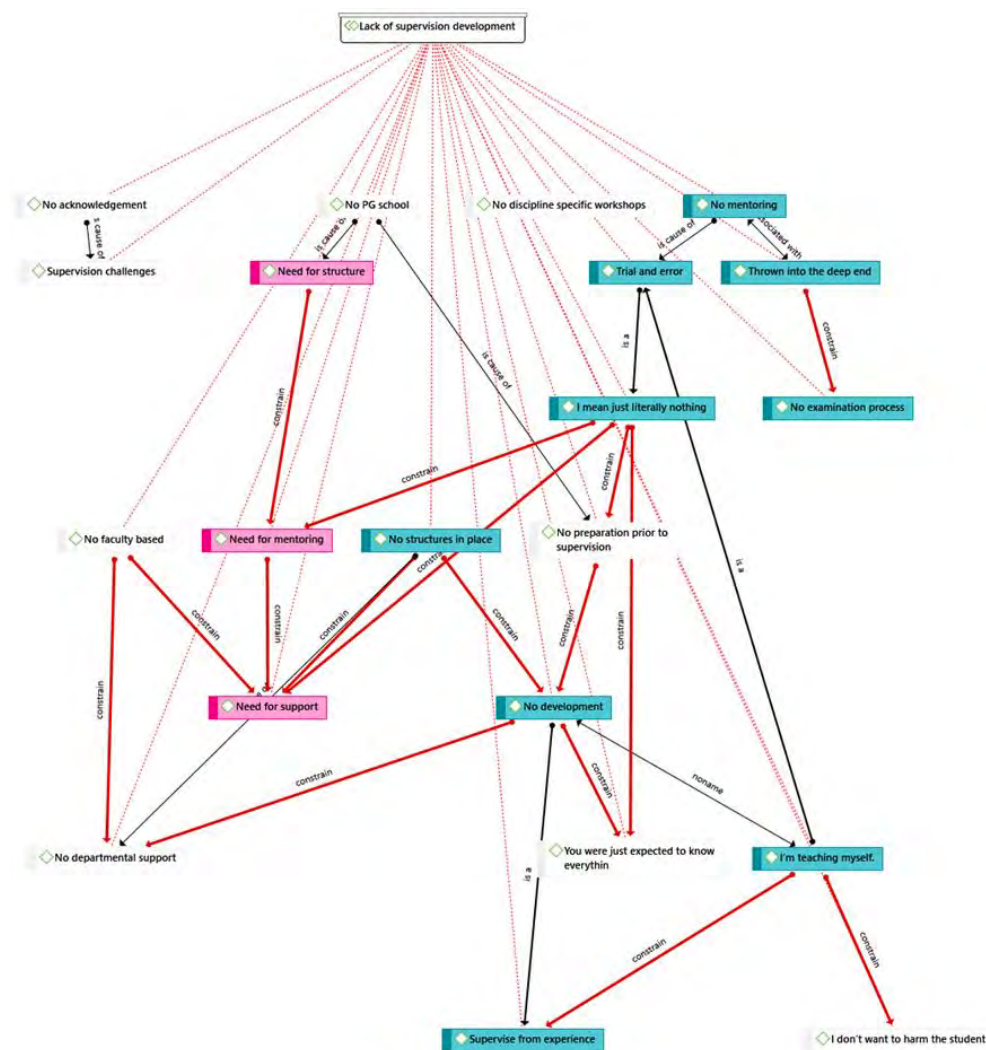 Lack of supervision development
No acknowledgement
No PG school
No discipline specific workshops
No mentoring
is cause of
is cause of
is cause of
associated with
Supervision challenges
Need for structure
Trial and error
Thrown into the deep end
is a
constrain
is cause of
constrain
I mean just literally nothing
No examination process
constrain
constrain
No faculty based
Need for mentoring
No structures in place
No preparation prior to
supervision
is a
constrain
constrain
constrain
constrain
constrain
constrain
constrain
Need for support
No development
constrain
constrain
constrain
noname
No departmental support
You were just expected to know
everythin
I'm teaching myself.
is a
constrain
constrain
Supervise from experience
I don't want to harm the student